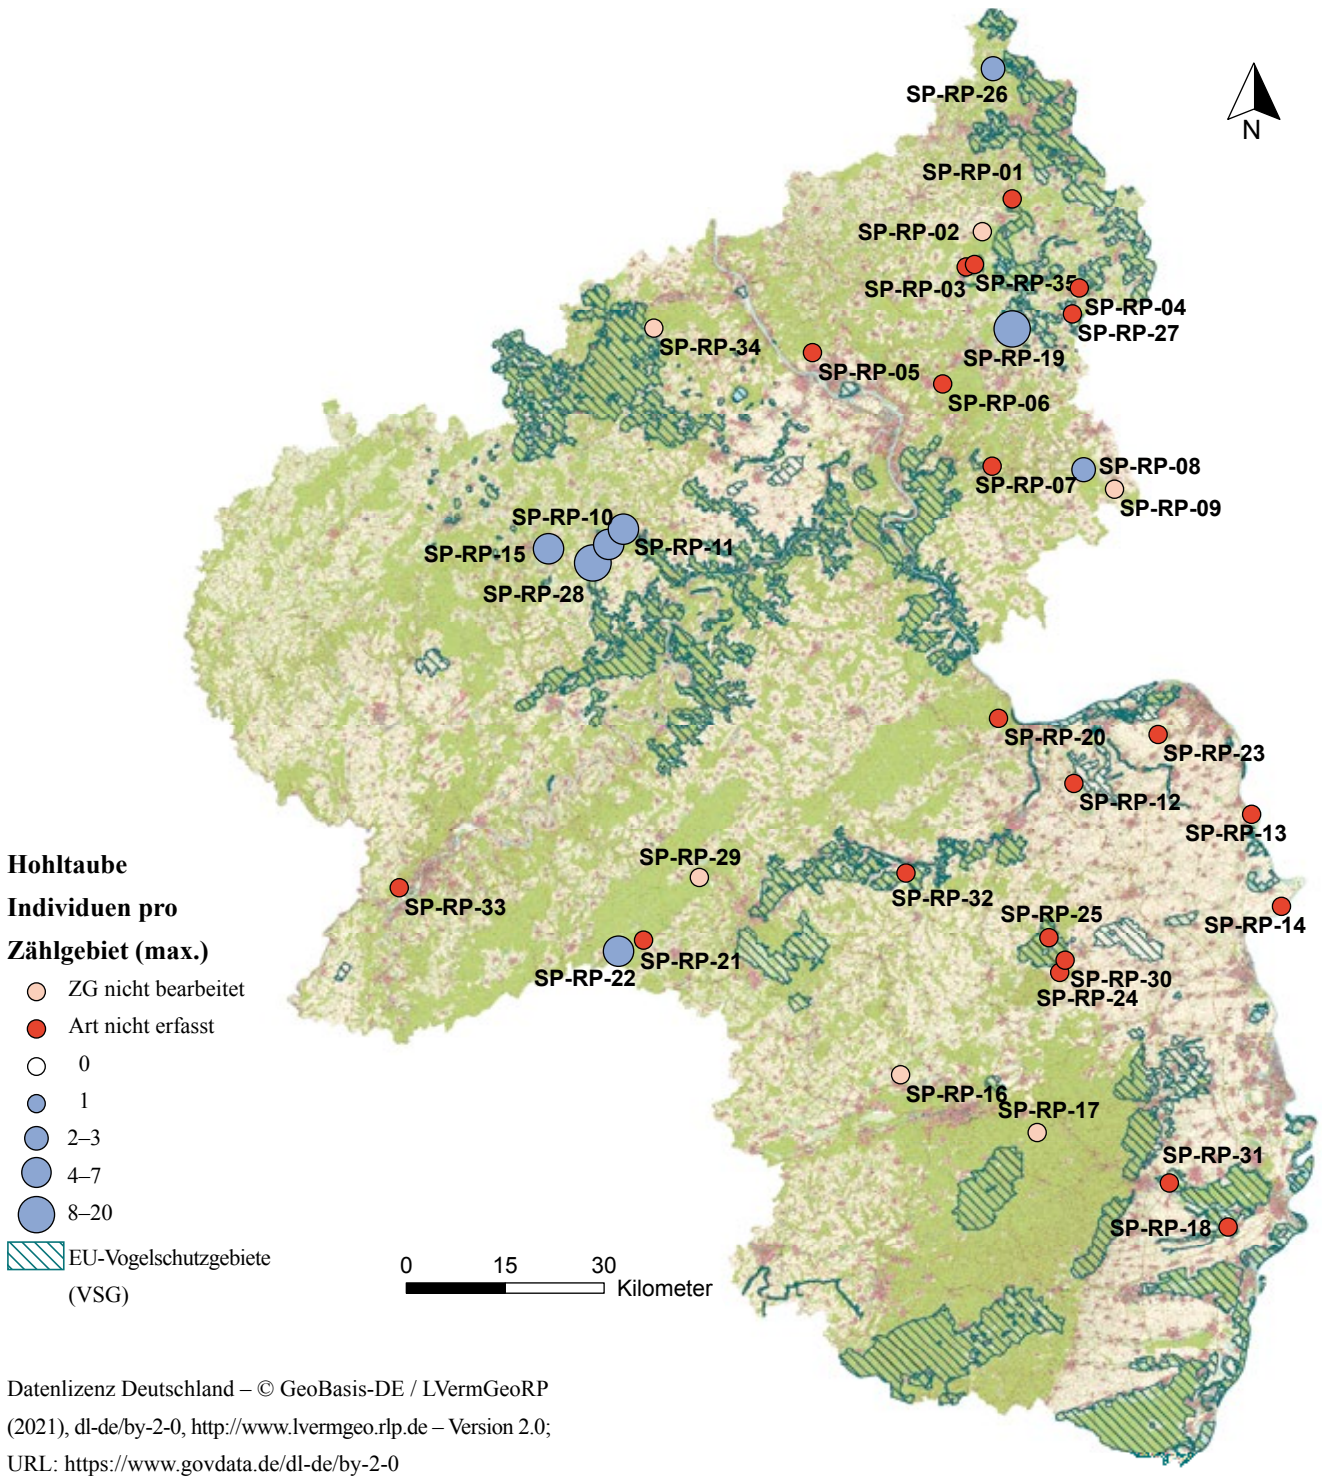 SP-RP-26
N
SP-RP-01
SP-RP-02
SP-RP-03
SP-RP-35
SP-RP-04
SP-RP-27
SP-RP-34
SP-RP-19
SP-RP-05
SP-RP-06
SP-RP-08
SP-RP-07
SP-RP-09
SP-RP-10
SP-RP-15
SP-RP-11
SP-RP-28
SP-RP-20
SP-RP-23
SP-RP-12
SP-RP-13
SP-RP-29
SP-RP-33
SP-RP-32
SP-RP-25
SP-RP-14
SP-RP-21
SP-RP-22
SP-RP-30
SP-RP-24
SP-RP-16
SP-RP-17
SP-RP-31
SP-RP-18
Hohltaube
Individuen pro
Zählgebiet (max.)
ZG nicht bearbeitet
Art nicht erfasst
0
1
2–3
4–7
8–20
EU-Vogelschutzgebiete
(VSG)
0 15 30
Kilometer
Datenlizenz Deutschland – © GeoBasis-DE / LVermGeoRP
(2021), dl-de/by-2-0, http://www.lvermgeo.rlp.de – Version 2.0;
URL: https://www.govdata.de/dl-de/by-2-0